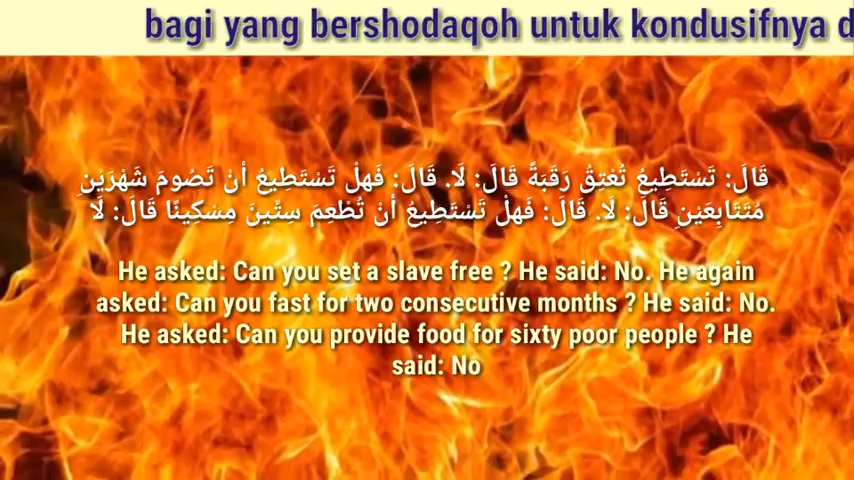 bagi yang bershodaqoh untuk kondusifnya d
قَالَ: تَسْتَطِيعُ تُعْتِقُ رَقَبَةً قَالَ: لَا. قَالَ: فَهَلْ تَسْتَطِيعُ أَنْ تَصُومَ شَهْرَيْنِ
مُتَتَابِعَيْنِ قَالَ: لَا. قَالَ: فَهَلْ تَسْتَطِيعُ أَنْ تُطْعِمَ سِتِّينَ مِسْكِينًا قَالَ: لَا
He asked: Can you set a slave free ? He said: No. He again
asked: Can you fast for two consecutive months ? He said: No.
He asked: Can you provide food for sixty poor people ? He
said: No